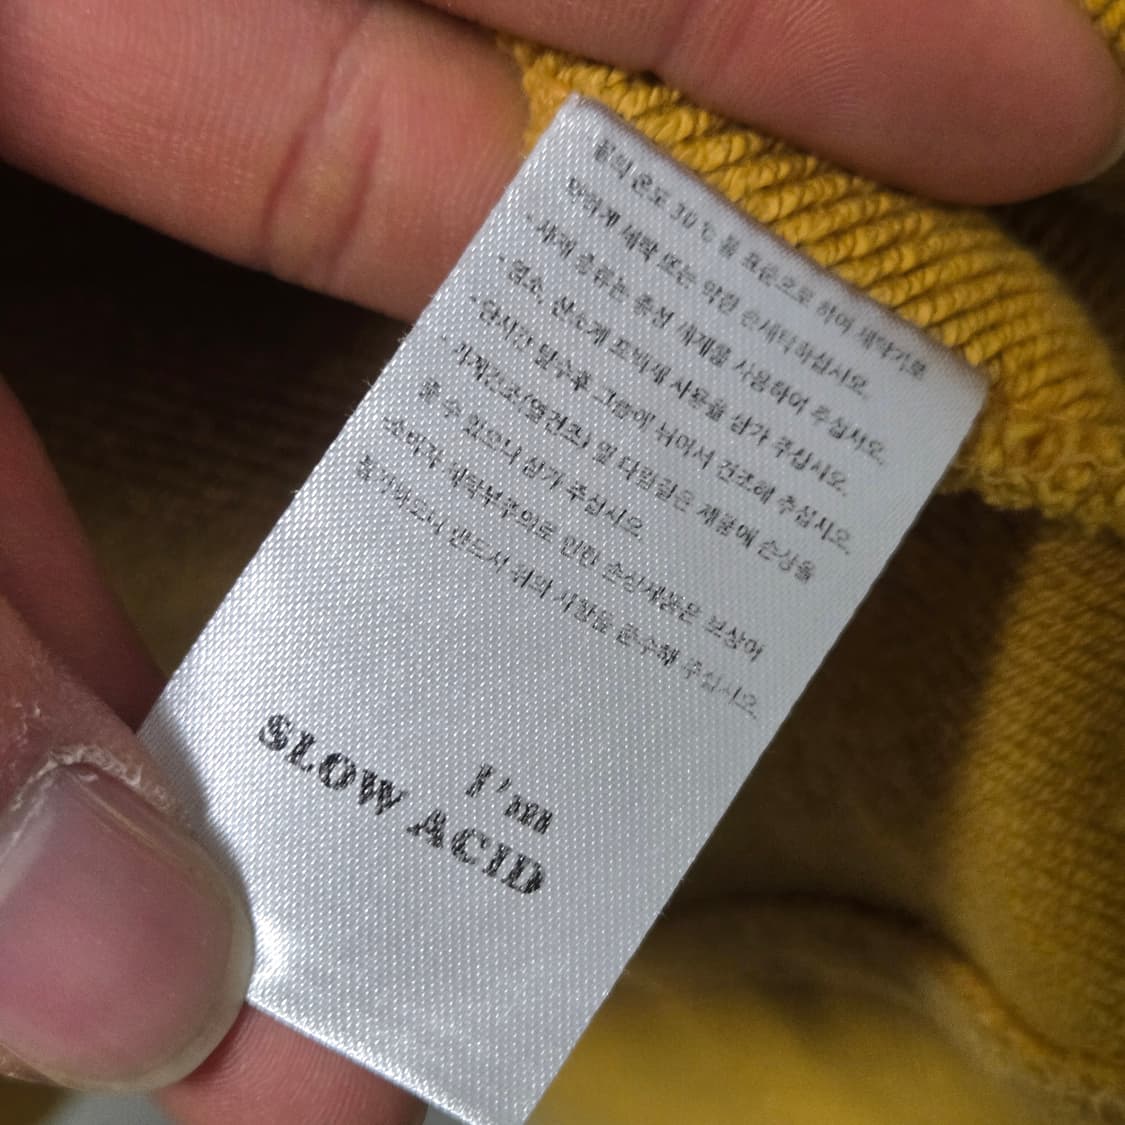 물의 온도 30℃를 표준으로 하여 세탁기로
약하게 세탁 또는 약한 손세탁하십시오.
· 세제 종류는 중성 세제를 사용하여 주십시오.
· 염소, 산소계 표백제 사용을 삼가 주십시오.
· 단시간 탈수후 그늘에 뉘어서 건조해 주십시오.
· 기계건조(열건조) 및 다림질은 제품에 손상을
줄 수 있으니 삼가 주십시오
· 소비자 세탁부주의로 인한 손상제품은 보상이
불가하오니 반드시 위의 사항을 준수해 주십시오.
I'm
SLOW ACID